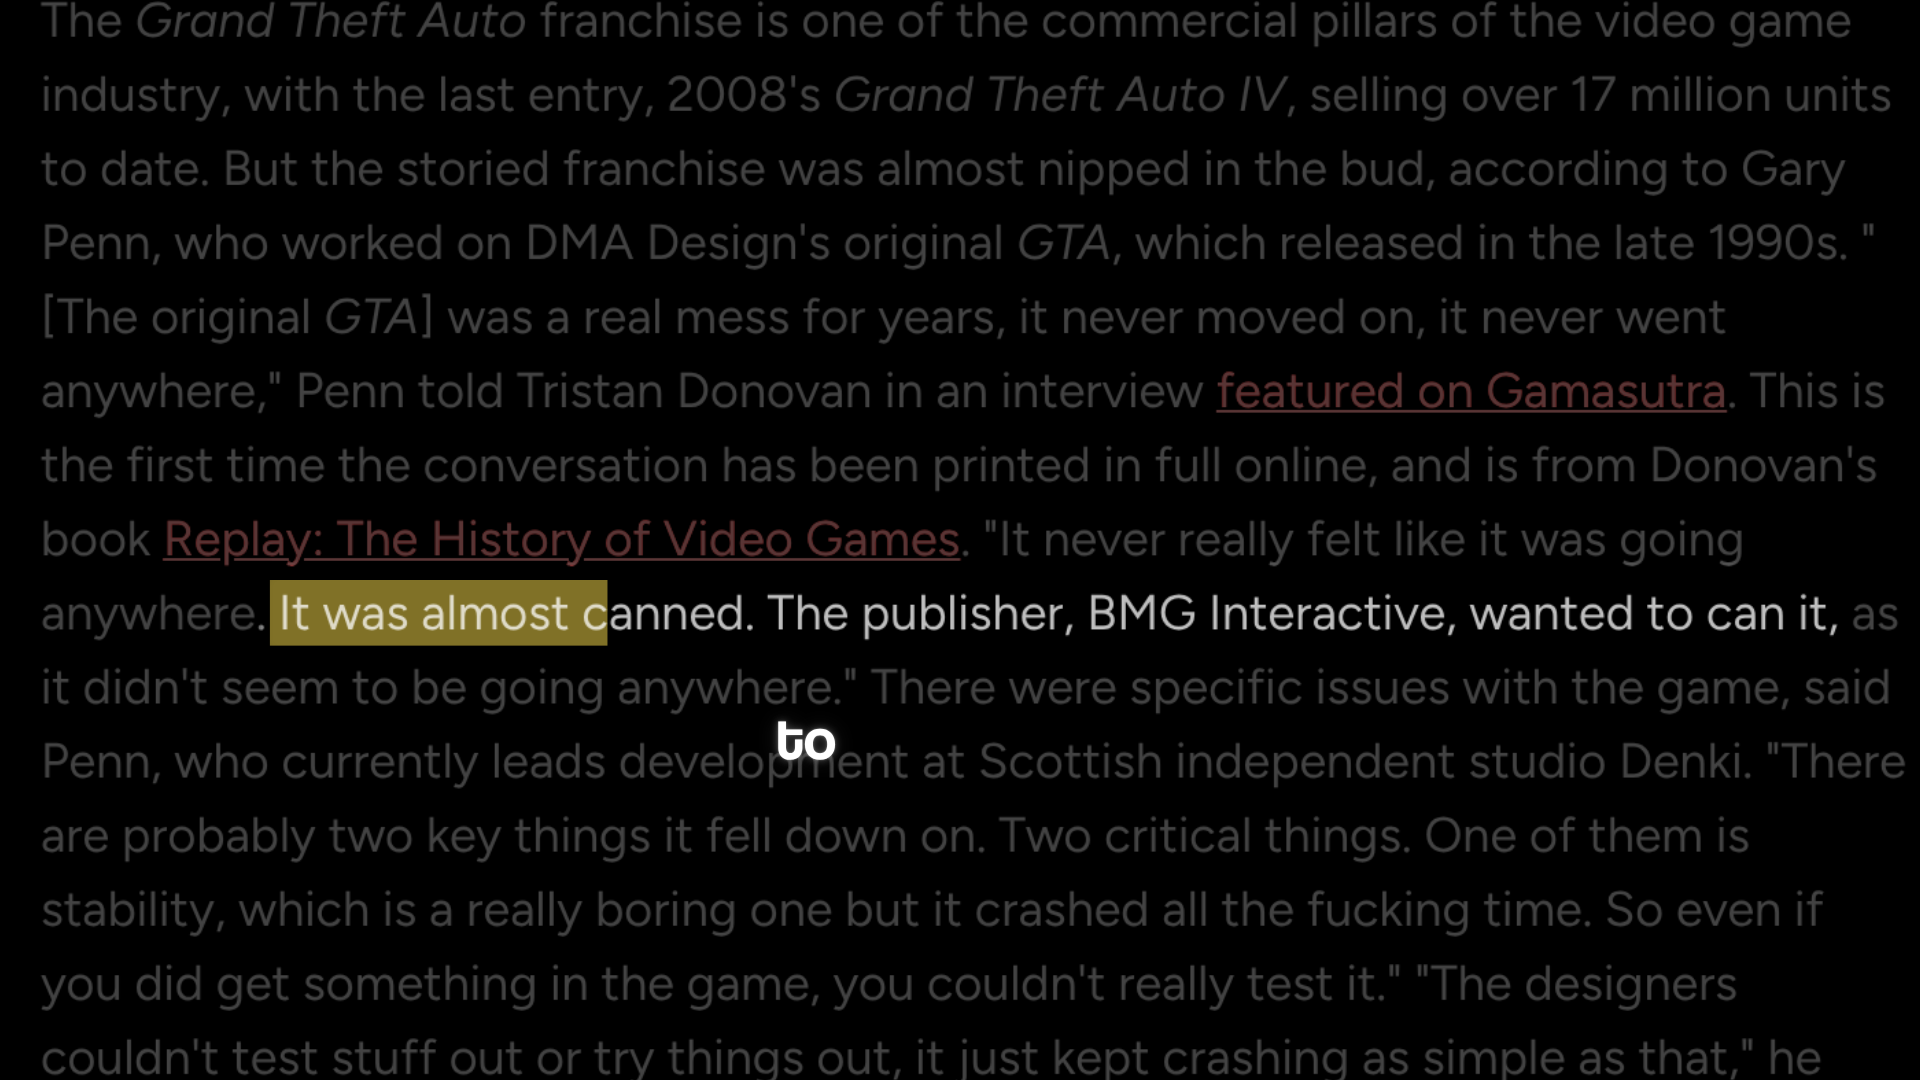 The Grand Theft Auto franchise is one of the commercial pillars of the video game
industry, with the last entry, 2008's Grand Theft Auto IV, selling over 17 million units
to date. But the storied franchise was almost nipped in the bud, according to Gary
Penn, who worked on DMA Design's original GTA, which released in the late 1990s. "
[The original GTA] was a real mess for years, it never moved on, it never went
anywhere," Penn told Tristan Donovan in an interview featured on Gamasutra. This is
the first time the conversation has been printed in full online, and is from Donovan's
book Replay: The History of Video Games. "It never really felt like it was going
anywhere. It was almost canned. The publisher, BMG Interactive, wanted to can it, as
it didn't seem to be going anywhere." There were specific issues with the game, said
to
Penn, who currently leads development at Scottish independent studio Denki. "There
are probably two key things it fell down on. Two critical things. One of them is
stability, which is a really boring one but it crashed all the fucking time. So even if
you did get something in the game, you couldn't really test it." "The designers
couldn't test stuff out or try things out, it just kept crashing as simple as that," he